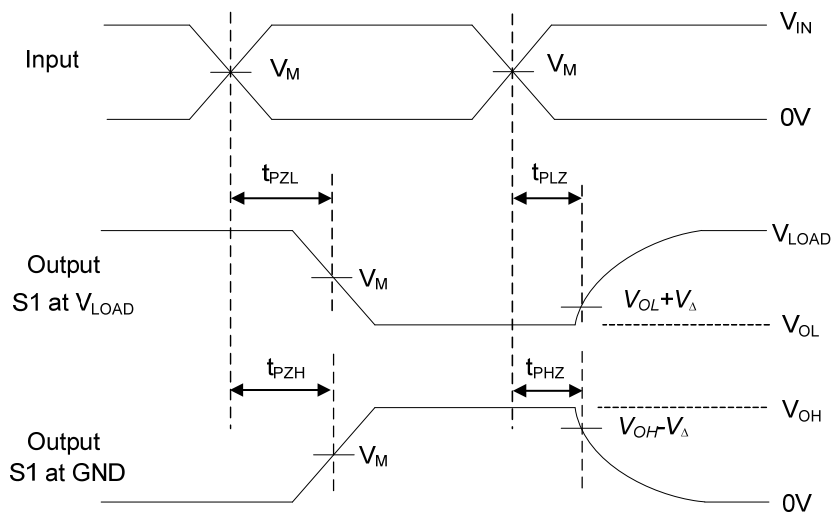 V_IN
Input
V_M
V_M
0V
t_PZL
t_PLZ
V_LOAD
Output
S1 at V_LOAD
V_M
V_OL+V_Δ
V_OL
t_PZH
t_PHZ
V_OH
Output
S1 at GND
V_M
V_OH-V_Δ
0V